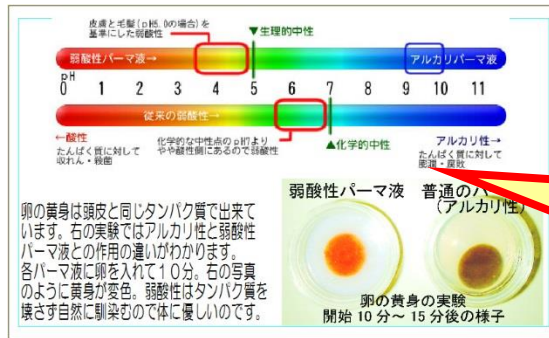 皮膚と毛髪(pH5.0の場合)を
基準にした弱酸性
▼生理的中性
弱酸性パーマ液→
アルカリパーマ液
pH
0 1 2 3 4 5 6 7 8 9 10 11
従来の弱酸性→
←酸性
たんぱく質に対して
収れん・殺菌
化学的な中性点のpH7より
やや酸性側にあるので弱酸性
▲化学的中性
アルカリ性→
たんぱく質に対して
膨潤・腐敗
卵の黄身は頭皮と同じタンパク質で出来て
います。右の実験ではアルカリ性と弱酸性
パーマ液との作用の違いがわかります。
各パーマ液に卵を入れて10分。右の写真
のように黄身が変色。弱酸性はタンパク質を
壊さず自然に馴染むので体に優しいのです。
弱酸性パーマ液
普通のパ
(アルカリ性)
卵の黄身の実験
開始10分～15分後の様子